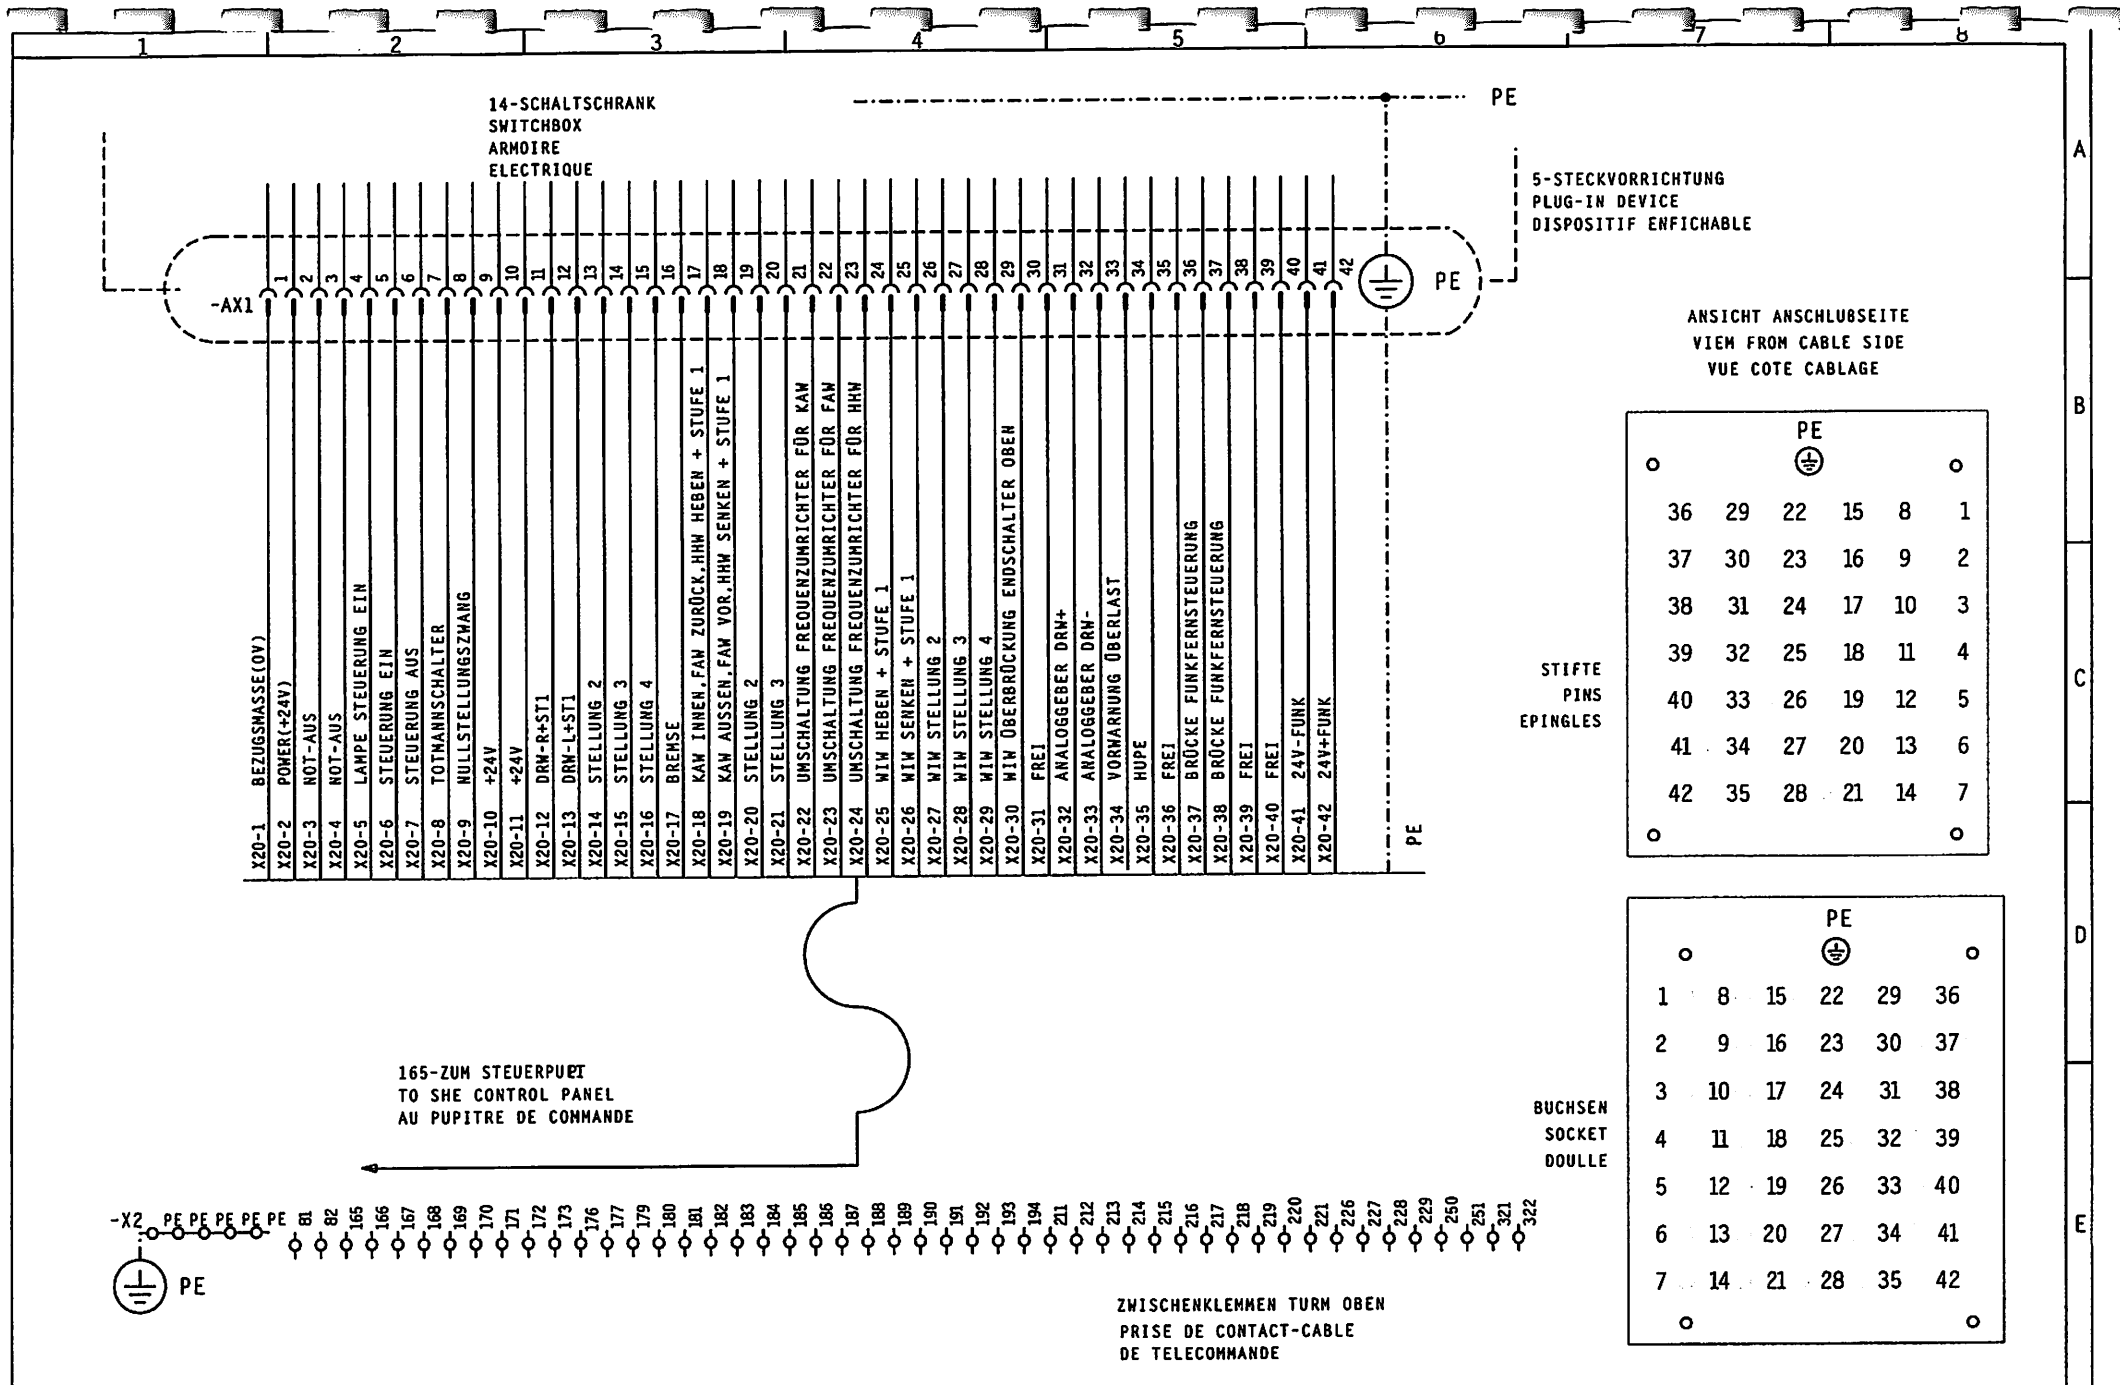 1 2 3 4 5 6 7 8
14-SCHALTSCHRANK
SWITCHBOX
ARMOIRE
ELECTRIQUE
PE
A
5-STECKVORRICHTUNG
PLUG-IN DEVICE
DISPOSITIF ENFICHABLE
1 2 3 4 5 6 7 8 9 10 11 12 13 14 15 16 17 18 19 20 21 22 23 24 25 26 27 28 29 30 31 32 33 34 35 36 37 38 39 40 41 42
-AX1
PE
X20-1 BEZUGSMASSE(0V)
X20-2 POWER(+24V)
X20-3 NOT-AUS
X20-4 NOT-AUS
X20-5 LAMPE STEUERUNG EIN
X20-6 STEUERUNG EIN
X20-7 STEUERUNG AUS
X20-8 TOTMANNSCHALTER
X20-9 NULLSTELLUNGSZWANG
X20-10 +24V
X20-11 +24V
X20-12 DRW-R+ST1
X20-13 DRW-L+ST1
X20-14 STELLUNG 2
X20-15 STELLUNG 3
X20-16 STELLUNG 4
X20-17 BREMSE
X20-18 KAW INNEN,FAW ZURÜCK,HHW HEBEN + STUFE 1
X20-19 KAW AUSSEN,FAW VOR,HHW SENKEN + STUFE 1
X20-20 STELLUNG 2
X20-21 STELLUNG 3
X20-22 UMSCHALTUNG FREQUENZUMRICHTER FÜR KAW
X20-23 UMSCHALTUNG FREQUENZUMRICHTER FÜR FAW
X20-24 UMSCHALTUNG FREQUENZUMRICHTER FÜR HHW
X20-25 WIW HEBEN + STUFE 1
X20-26 WIW SENKEN + STUFE 1
X20-27 WIW STELLUNG 2
X20-28 WIW STELLUNG 3
X20-29 WIW STELLUNG 4
X20-30 WIW ÜBERBRÜCKUNG ENDSCHALTER OBEN
X20-31 FREI
X20-32 ANALOGGEBER DRW+
X20-33 ANALOGGEBER DRW-
X20-34 VORWARNUNG ÜBERLAST
X20-35 HUPE
X20-36 FREI
X20-37 BRÜCKE FUNKFERNSTEUERUNG
X20-38 BRÜCKE FUNKFERNSTEUERUNG
X20-39 FREI
X20-40 FREI
X20-41 24V-FUNK
X20-42 24V+FUNK
PE
ANSICHT ANSCHLUßSEITE
VIEM FROM CABLE SIDE
VUE COTE CABLAGE
B
PE
36 29 22 15 8 1
37 30 23 16 9 2
38 31 24 17 10 3
39 32 25 18 11 4
40 33 26 19 12 5
41 34 27 20 13 6
42 35 28 21 14 7
STIFTE
PINS
EPINGLES
C
D
PE
1 8 15 22 29 36
2 9 16 23 30 37
3 10 17 24 31 38
4 11 18 25 32 39
5 12 19 26 33 40
6 13 20 27 34 41
7 14 21 28 35 42
BUCHSEN
SOCKET
DOULLE
E
165-ZUM
TO SHE CONTROL PANEL
AU PUPITRE DE COMMANDE
-X2 PE PE PE PE PE 81 82 165 166 167 168 169 170 171 172 173 176 177 179 180 181 182 183 184 185 186 187 188 189 190 191 192 193 194 211 212 213 214 215 216 217 218 219 220 221 226 227 228 229 250 251 321 322
PE
ZWISCHENKLEMMEN TURM OBEN
PRISE DE CONTACT-CABLE
DE TELECOMMANDE